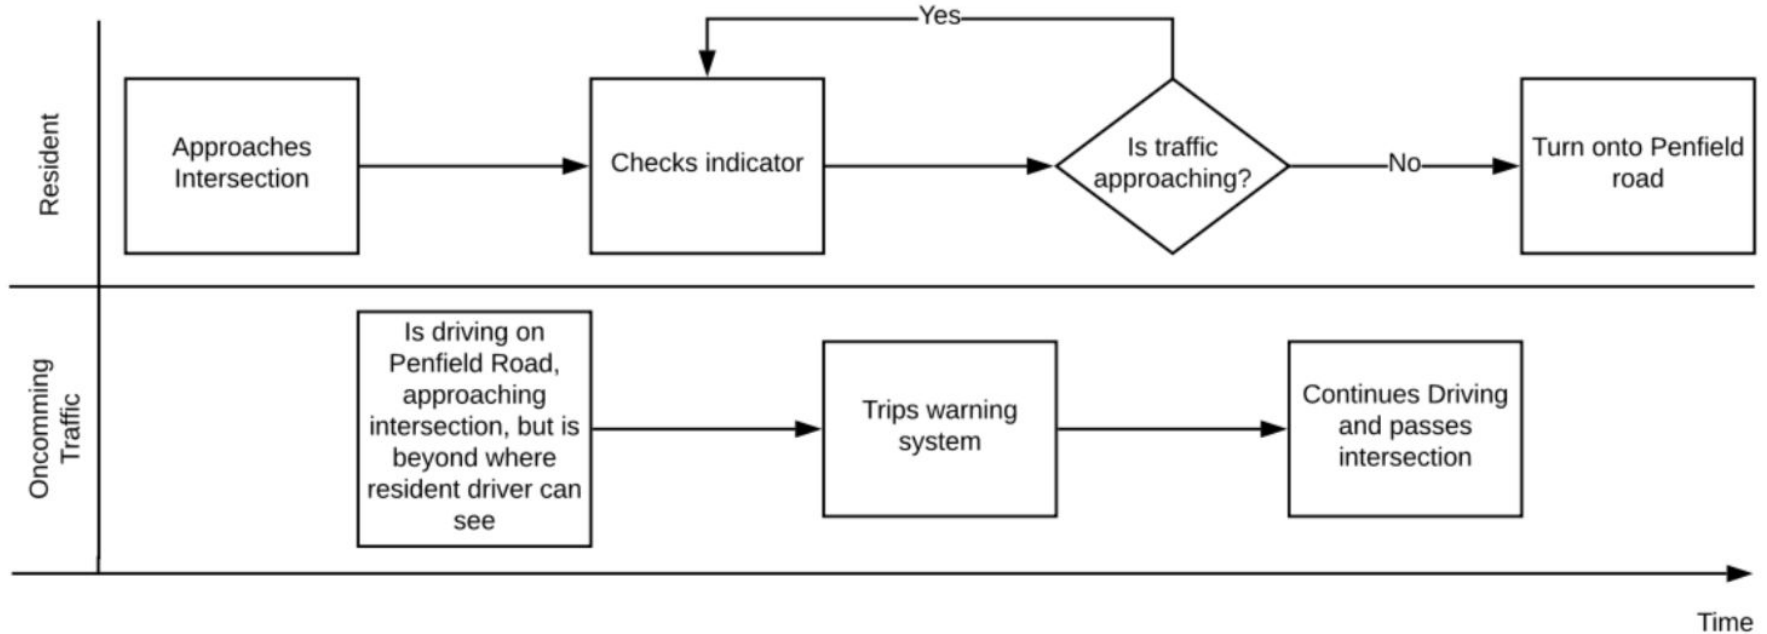 Yes
Resident
Approaches
Intersection
Checks indicator
Is traffic
approaching?
No
Turn onto Penfield
road
Oncomming
Traffic
Is driving on
Penfield Road,
approaching
intersection, but is
beyond where
resident driver can
see
Trips warning
system
Continues Driving
and passes
intersection
Time